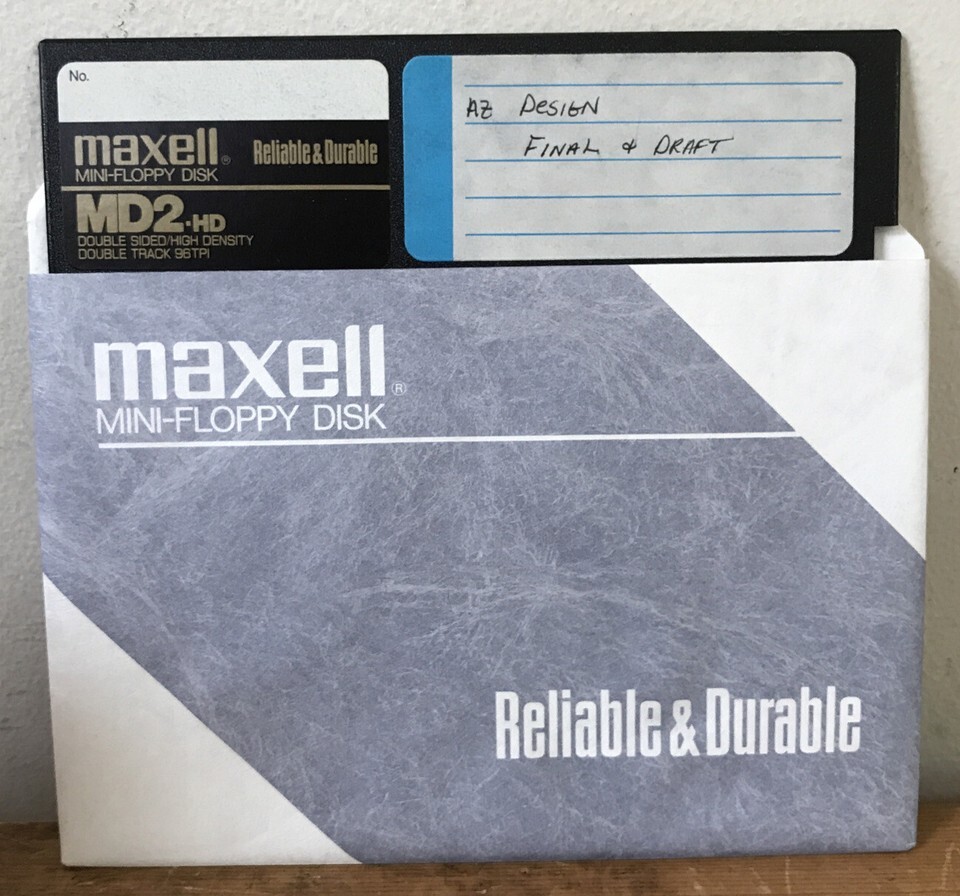 No.
maxell® Reliable & Durable
MINI-FLOPPY DISK
MD2-HD
DOUBLE SIDED/HIGH DENSITY
DOUBLE TRACK 96TPI
AZ DESIGN
FINAL & DRAFT
maxell®
MINI-FLOPPY DISK
Reliable & Durable